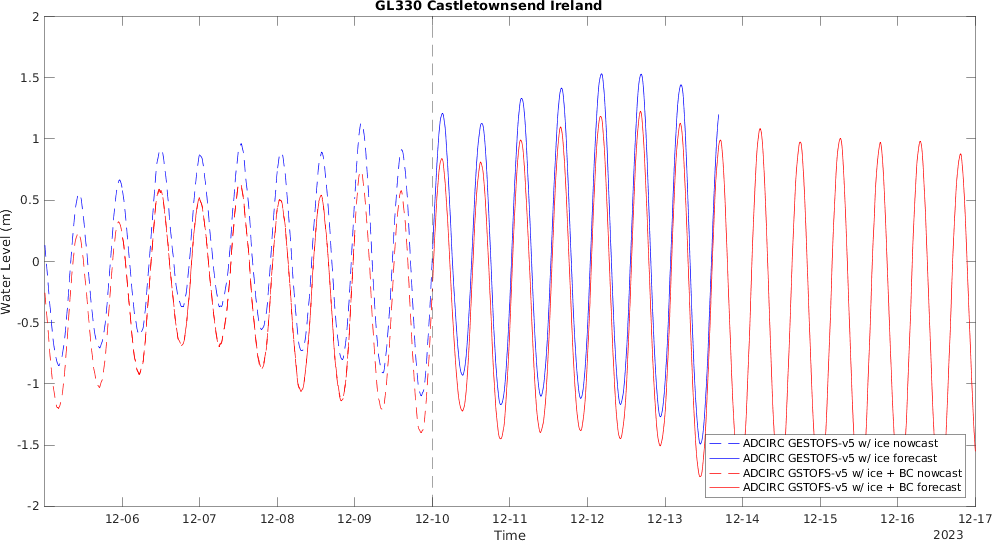 GL330 Castletownsend Ireland
2
1.5
1
0.5
0
-0.5
-1
-1.5
-2
Water Level (m)
ADCIRC GESTOFS-v5 w/ ice nowcast
ADCIRC GESTOFS-v5 w/ ice forecast
ADCIRC GSTOFS-v5 w/ ice + BC nowcast
ADCIRC GSTOFS-v5 w/ ice + BC forecast
12-06 12-07 12-08 12-09 12-10 12-11 12-12 12-13 12-14 12-15 12-16 12-17
Time
2023